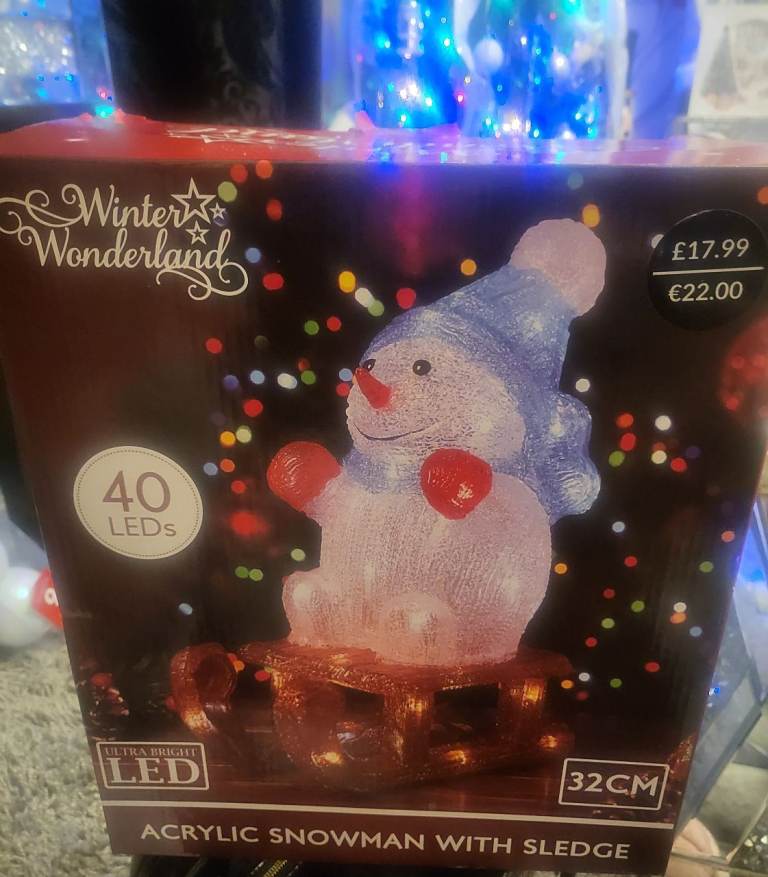 Winter
Wonderland
£17.99
€22.00
40
LEDs
ULTRA BRIGHT
LED
32CM
ACRYLIC SNOWMAN WITH SLEDGE